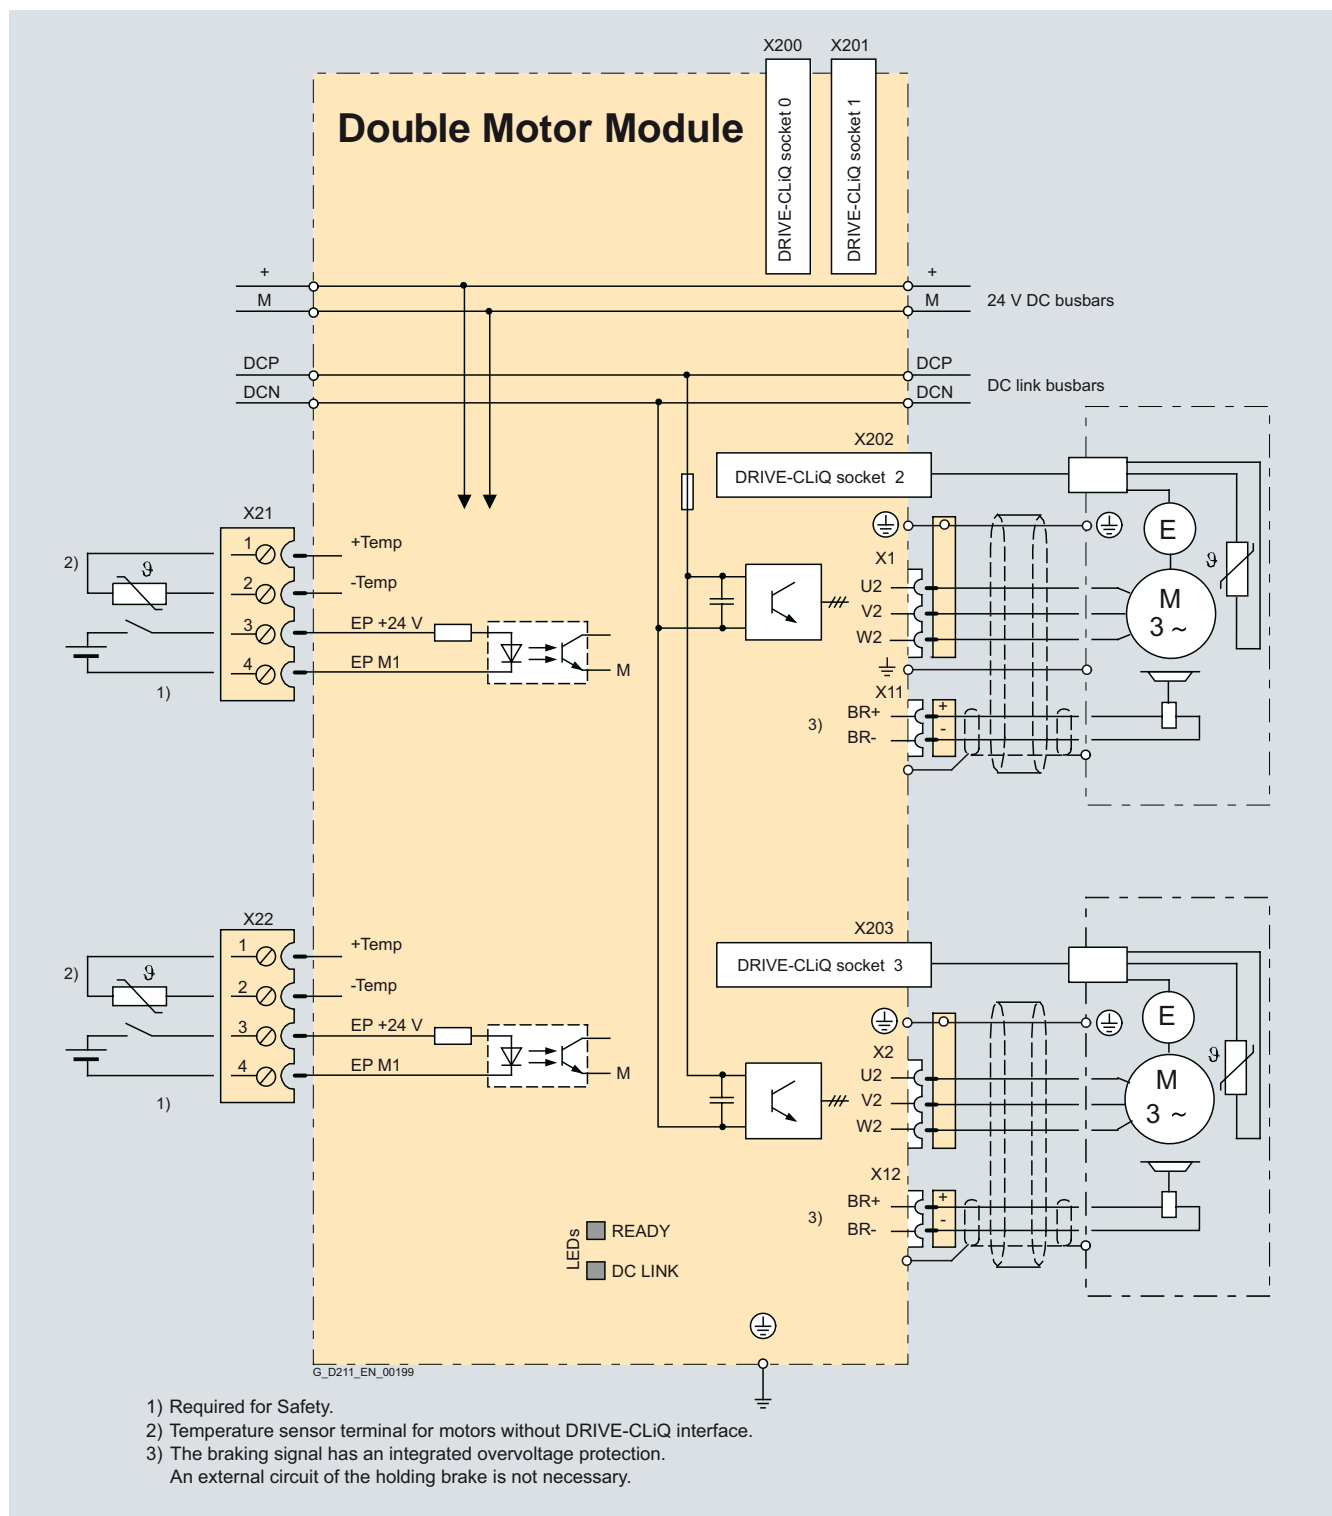 X200 X201
Double Motor Module
DRIVE-CLiQ socket 0
DRIVE-CLiQ socket 1
+ +
M M 24 V DC busbars
DCP DCP
DCN DCN DC link busbars
X202
DRIVE-CLiQ socket 2
X21
1 +Temp
2) ϑ
2 -Temp
3 EP +24 V
4 EP M1
M
1)
X1
U2
V2
W2
E
ϑ
M
3 ~
X11
3) BR+ +
BR- -
X22
1 +Temp
2) ϑ
2 -Temp
3 EP +24 V
4 EP M1
M
1)
X203
DRIVE-CLiQ socket 3
X2
U2
V2
W2
E
ϑ
M
3 ~
X12
3) BR+ +
BR- -
LEDs
READY
DC LINK
G_D211_EN_00199
1) Required for Safety.
2) Temperature sensor terminal for motors without DRIVE-CLiQ interface.
3) The braking signal has an integrated overvoltage protection.
An external circuit of the holding brake is not necessary.